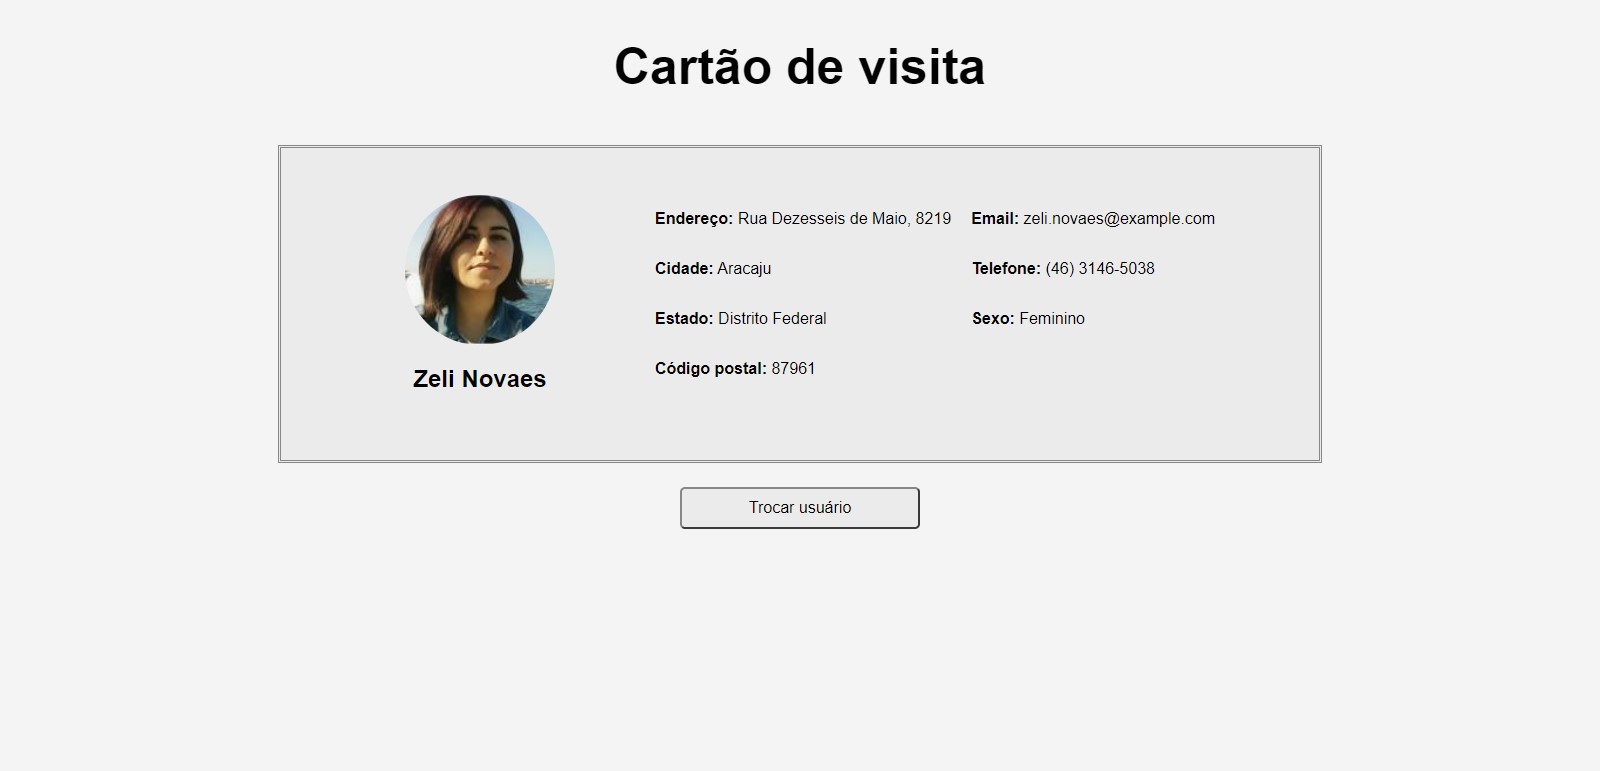 Cartão de visita
Zeli Novaes
Endereço: Rua Dezesseis de Maio, 8219
Cidade: Aracaju
Estado: Distrito Federal
Código postal: 87961
Email: zeli.novaes@example.com
Telefone: (46) 3146-5038
Sexo: Feminino
Trocar usuário